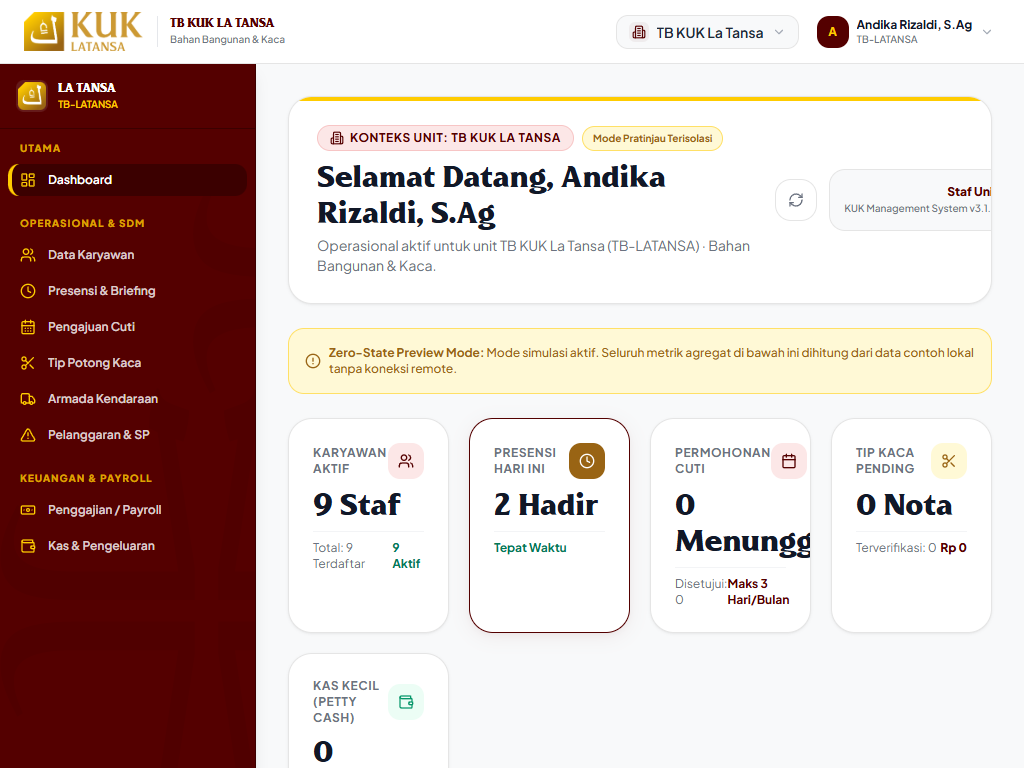 KUK
LATANSA
TB KUK LA TANSA
Bahan Bangunan & Kaca
TB KUK La Tansa
A
Andika Rizaldi, S.Ag
TB-LATANSA
LA TANSA
TB-LATANSA
UTAMA
Dashboard
OPERASIONAL & SDM
Data Karyawan
Presensi & Briefing
Pengajuan Cuti
Tip Potong Kaca
Armada Kendaraan
Pelanggaran & SP
KEUANGAN & PAYROLL
Penggajian / Payroll
Kas & Pengeluaran
KONTEKS UNIT: TB KUK LA TANSA
Mode Pratinjau Terisolasi
Selamat Datang, Andika
Rizaldi, S.Ag
Operasional aktif untuk unit TB KUK La Tansa (TB-LATANSA) · Bahan
Bangunan & Kaca.
Staf Uni
KUK Management System v3.1.
Zero-State Preview Mode: Mode simulasi aktif. Seluruh metrik agregat di bawah ini dihitung dari data contoh lokal
tanpa koneksi remote.
KARYAWAN
AKTIF
9 Staf
Total: 9
Terdaftar
9
Aktif
PRESENSI
HARI INI
2 Hadir
Tepat Waktu
PERMOHONAN
CUTI
0
Menungg
Disetujui:
0
Maks 3
Hari/Bulan
TIP KACA
PENDING
0 Nota
Terverifikasi: 0
Rp 0
KAS KECIL
(PETTY
CASH)
0